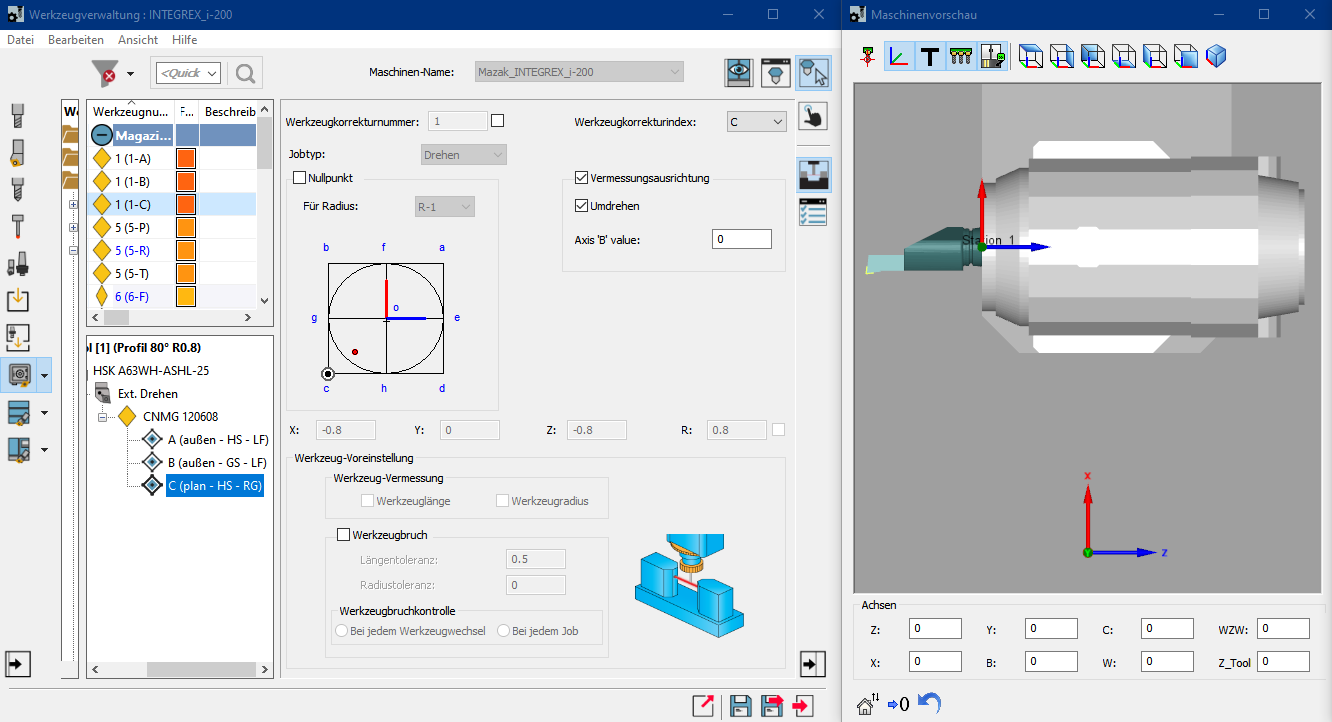 Werkzeugverwaltung : INTEGREX_i-200
Datei Bearbeiten Ansicht Hilfe
<Quick
Maschinen-Name: Mazak_INTEGREX_i-200
We
Werkzeugnu... F... Beschreib
Magazi...
1 (1-A)
1 (1-B)
1 (1-C)
5 (5-P)
5 (5-R)
5 (5-T)
6 (6-F)
[1] (Profil 80° R0.8)
HSK A63WH-ASHL-25
Ext. Drehen
CNMG 120608
A (außen - HS - LF)
B (außen - GS - LF)
C (plan - HS - RG)
Werkzeugkorrekturnummer: 1
Werkzeugkorrekturindex: C
Jobtyp: Drehen
Nullpunkt
Für Radius: R-1
b f a
g o e
c h d
Vermessungsausrichtung
Umdrehen
Axis 'B' value: 0
X: -0.8 Y: 0 Z: -0.8 R: 0.8
Werkzeug-Voreinstellung
Werkzeug-Vermessung
Werkzeuglänge Werkzeugradius
Werkzeugbruch
Längentoleranz: 0.5
Radiustoleranz: 0
Werkzeugbruchkontrolle
Bei jedem Werkzeugwechsel Bei jedem Job
Maschinenvorschau
T
Station_1
X
Y
Z
Achsen
Z: 0 Y: 0 C: 0 WZW: 0
X: 0 B: 0 W: 0 Z_Tool 0
0